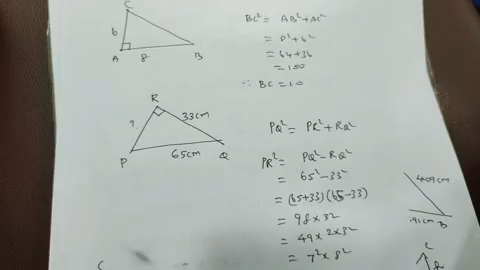 C
6
A
8
B
BC² = AB² + AC²
= 8² + 6²
= 64 + 36
= 100
∴ BC = 10
R
?
33cm
P
65cm
Q
PQ² = PR² + RQ²
PR² = PQ² - RQ²
= 65² - 33²
= (65+33) (65-33)
= 98 × 32
= 49 × 2 × 32
= 7² × 8²
409cm
.91cm B
C
C